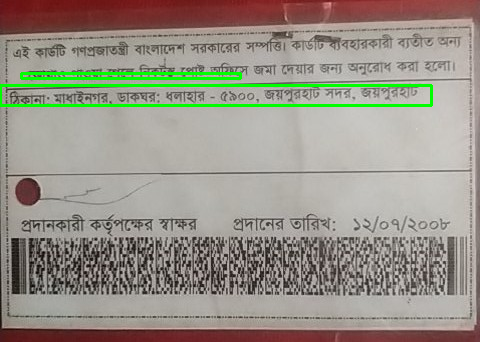 এই কার্ডটি গণপ্রজাতন্ত্রী বাংলাদেশ সরকারের সম্পত্তি। কার্ডটি ব্যবহারকারী ব্যতীত অন্য
নিকটস্থ পোষ্ট অফিসে জমা দেয়ার জন্য অনুরোধ করা হলো।
ঠিকানা: মাধাইনগর, ডাকঘর: ধলাহার - ৫৯০০, জয়পুরহাট সদর, জয়পুরহাট
প্রদানকারী কর্তৃপক্ষের স্বাক্ষর প্রদানের তারিখ: ১২/০৭/২০০৮